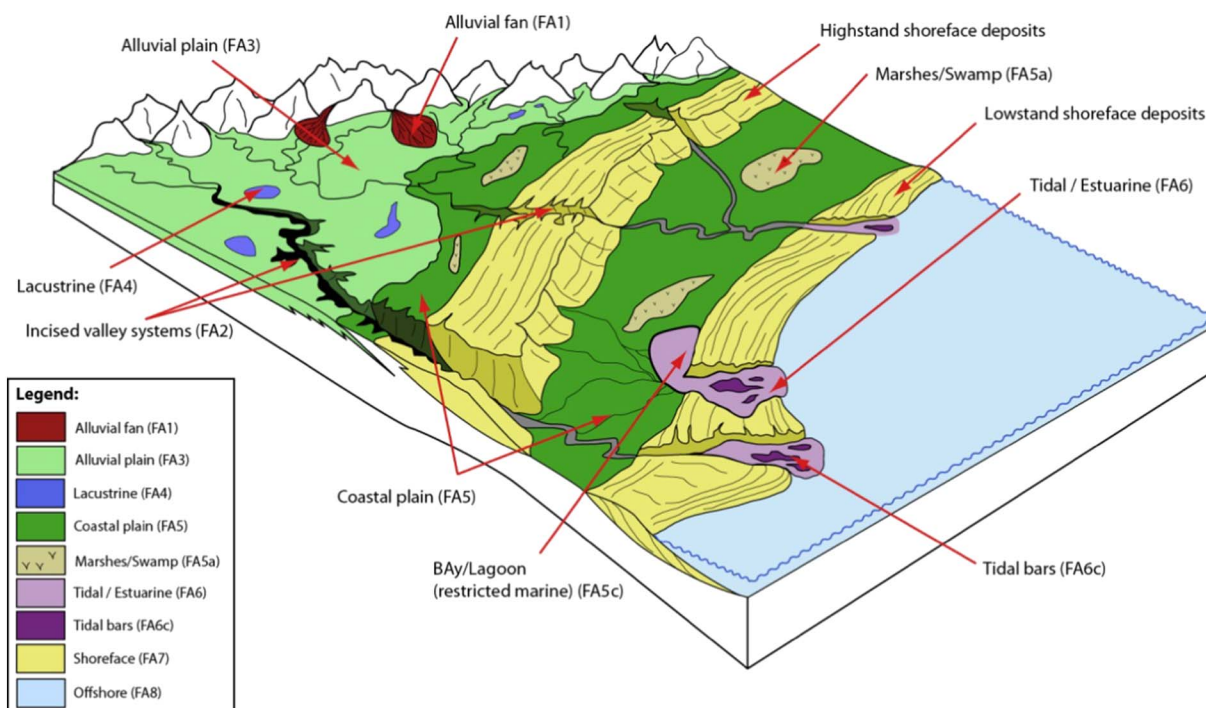 Alluvial fan (FA1)
Alluvial plain (FA3)
Highstand shoreface deposits
Marshes/Swamp (FA5a)
Lowstand shoreface deposits
Tidal / Estuarine (FA6)
Lacustrine (FA4)
Incised valley systems (FA2)
Coastal plain (FA5)
BAy/Lagoon
(restricted marine) (FA5c)
Tidal bars (FA6c)
Legend:
Alluvial fan (FA1)
Alluvial plain (FA3)
Lacustrine (FA4)
Coastal plain (FA5)
Marshes/Swamp (FA5a)
Tidal / Estuarine (FA6)
Tidal bars (FA6c)
Shoreface (FA7)
Offshore (FA8)